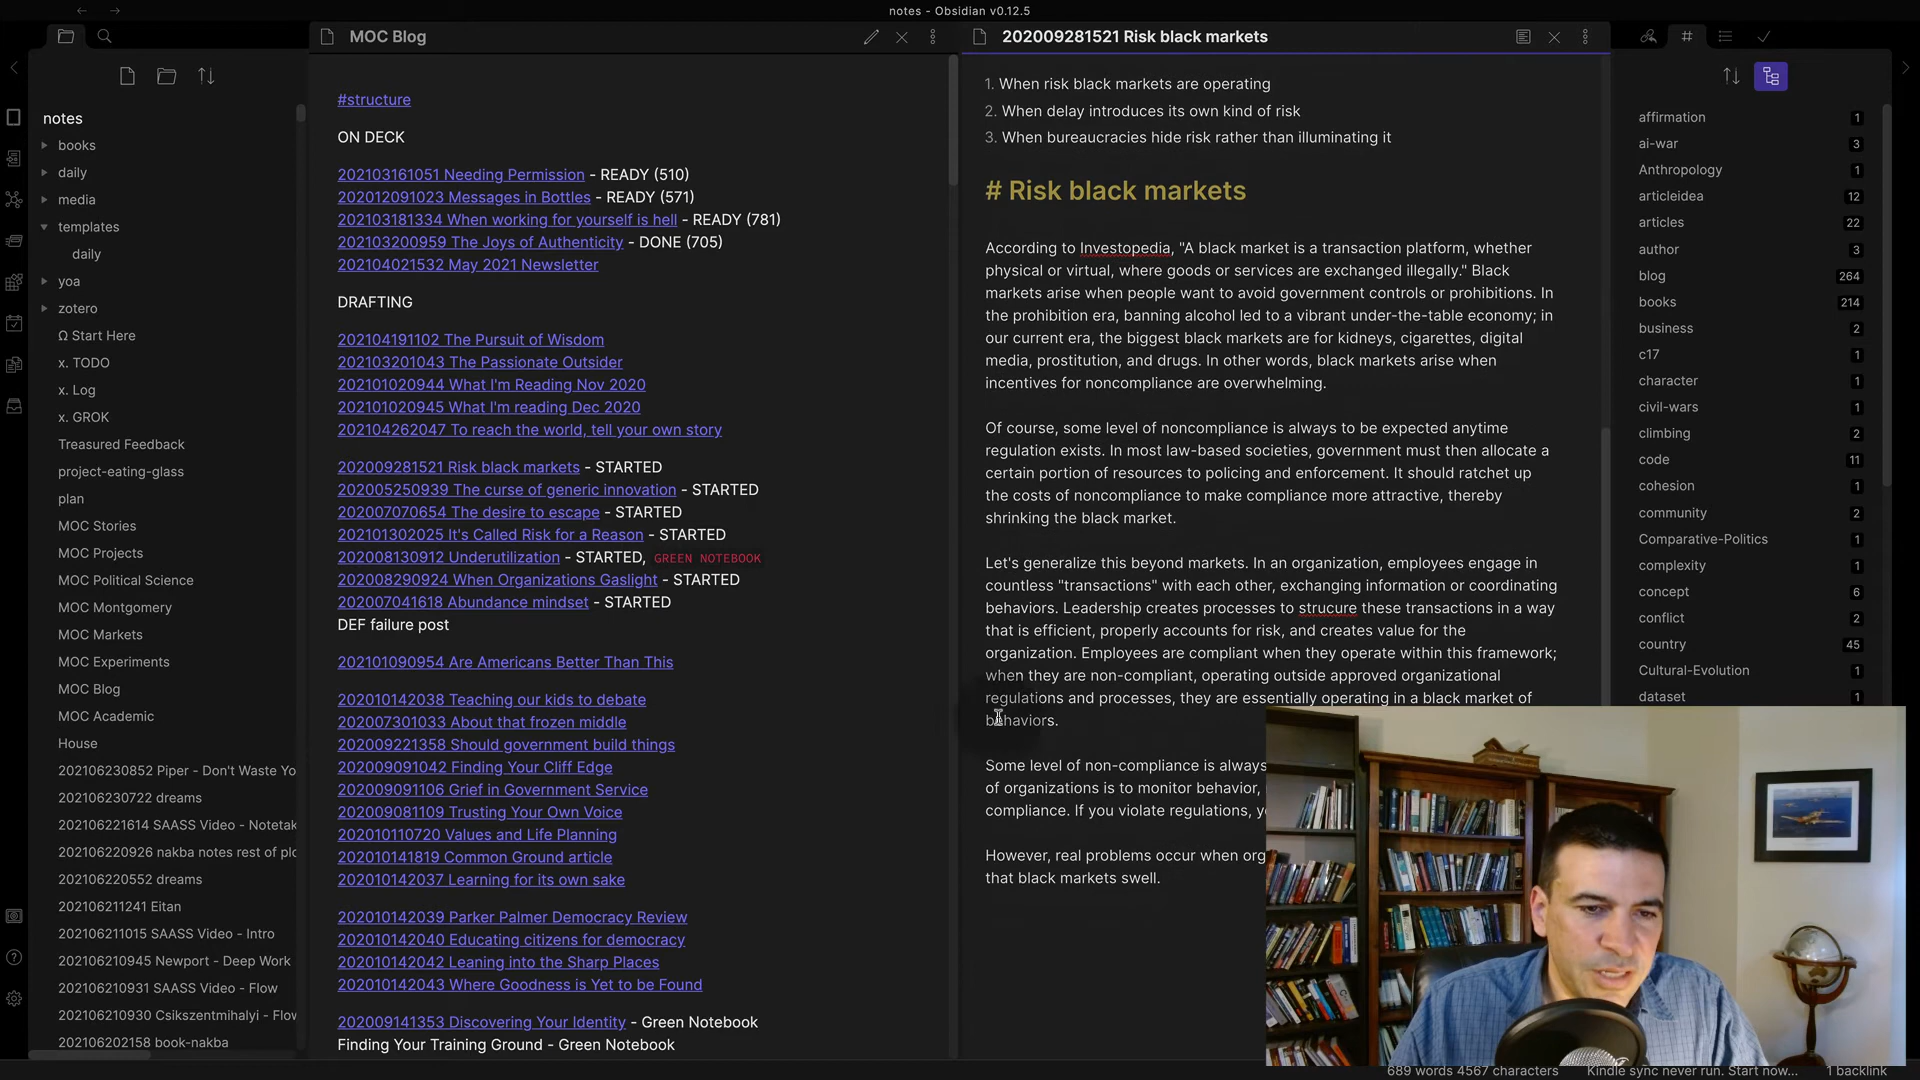 notes - Obsidian v0.12.5
MOC Blog
202009281521 Risk black markets
notes
books
daily
media
templates
daily
yoa
zotero
Ω Start Here
x. TODO
x. Log
x. GROK
Treasured Feedback
project-eating-glass
plan
MOC Stories
MOC Projects
MOC Political Science
MOC Montgomery
MOC Markets
MOC Experiments
MOC Blog
MOC Academic
House
202106230852 Piper - Don't Waste Yo
202106230722 dreams
202106221614 SAASS Video - Notetak
202106220926 nakba notes rest of plo
202106220552 dreams
202106211241 Eitan
202106211015 SAASS Video - Intro
202106210945 Newport - Deep Work
202106210931 SAASS Video - Flow
202106210930 Csikszentmihalyi - Flow
202106202158 book-nakba
#structure
ON DECK
202103161051 Needing Permission - READY (510)
202012091023 Messages in Bottles - READY (571)
202103181334 When working for yourself is hell - READY (781)
202103200959 The Joys of Authenticity - DONE (705)
202104021532 May 2021 Newsletter
DRAFTING
202104191102 The Pursuit of Wisdom
202103201043 The Passionate Outsider
202101020944 What I'm Reading Nov 2020
202101020945 What I'm reading Dec 2020
202104262047 To reach the world, tell your own story
202009281521 Risk black markets - STARTED
202005250939 The curse of generic innovation - STARTED
202007070654 The desire to escape - STARTED
202101302025 It's Called Risk for a Reason - STARTED
202008130912 Underutilization - STARTED, GREEN NOTEBOOK
202008290924 When Organizations Gaslight - STARTED
202007041618 Abundance mindset - STARTED
DEF failure post
202101090954 Are Americans Better Than This
202010142038 Teaching our kids to debate
202007301033 About that frozen middle
202009221358 Should government build things
202009091042 Finding Your Cliff Edge
202009091106 Grief in Government Service
202009081109 Trusting Your Own Voice
202010110720 Values and Life Planning
202010141819 Common Ground article
202010142037 Learning for its own sake
202010142039 Parker Palmer Democracy Review
202010142040 Educating citizens for democracy
202010142042 Leaning into the Sharp Places
202010142043 Where Goodness is Yet to be Found
202009141353 Discovering Your Identity - Green Notebook
Finding Your Training Ground - Green Notebook
1. When risk black markets are operating
2. When delay introduces its own kind of risk
3. When bureaucracies hide risk rather than illuminating it
# Risk black markets
According to Investopedia, "A black market is a transaction platform, whether
physical or virtual, where goods or services are exchanged illegally." Black
markets arise when people want to avoid government controls or prohibitions. In
the prohibition era, banning alcohol led to a vibrant under-the-table economy; in
our current era, the biggest black markets are for kidneys, cigarettes, digital
media, prostitution, and drugs. In other words, black markets arise when
incentives for noncompliance are overwhelming.
Of course, some level of noncompliance is always to be expected anytime
regulation exists. In most law-based societies, government must then allocate a
certain portion of resources to policing and enforcement. It should ratchet up
the costs of noncompliance to make compliance more attractive, thereby
shrinking the black market.
Let's generalize this beyond markets. In an organization, employees engage in
countless "transactions" with each other, exchanging information or coordinating
behaviors. Leadership creates processes to strucure these transactions in a way
that is efficient, properly accounts for risk, and creates value for the
organization. Employees are compliant when they operate within this framework;
when they are non-compliant, operating outside approved organizational
regulations and processes, they are essentially operating in a black market of
behaviors.
Some level of non-compliance is always
of organizations is to monitor behavior,
compliance. If you violate regulations, y
However, real problems occur when org
that black markets swell.
affirmation 1
ai-war 3
Anthropology 1
articleidea 12
articles 22
author 3
blog 264
books 214
business 2
c17 1
character 1
civil-wars 1
climbing 2
code 11
cohesion 1
community 2
Comparative-Politics 1
complexity 1
concept 6
conflict 2
country 45
Cultural-Evolution 1
dataset 1
689 words 4567 characters
Kindle sync never run. Start now...
1 backlink